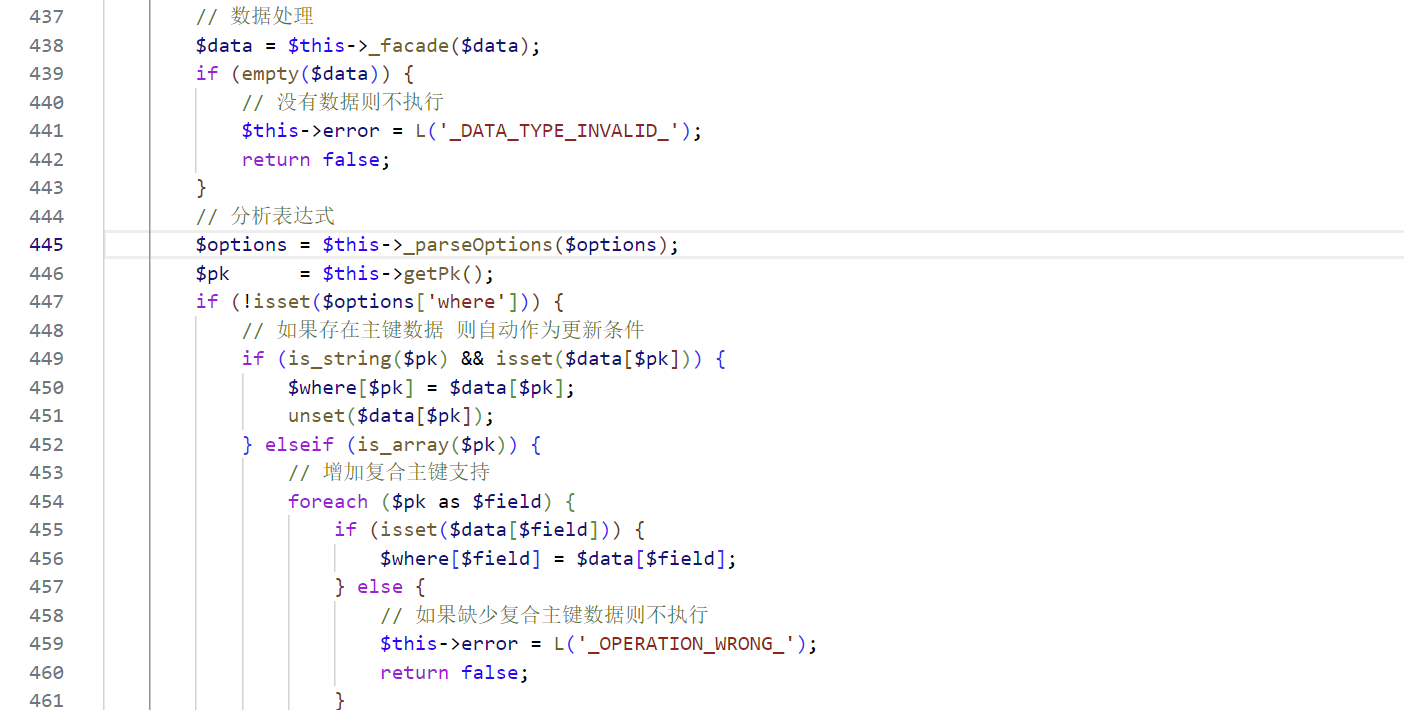 437 // 数据处理
438 $data = $this->_facade($data);
439 if (empty($data)) {
440 // 没有数据则不执行
441 $this->error = L('_DATA_TYPE_INVALID_');
442 return false;
443 }
444 // 分析表达式
445 $options = $this->_parseOptions($options);
446 $pk      = $this->getPk();
447 if (!isset($options['where'])) {
448 // 如果存在主键数据 则自动作为更新条件
449 if (is_string($pk) && isset($data[$pk])) {
450 $where[$pk] = $data[$pk];
451 unset($data[$pk]);
452 } elseif (is_array($pk)) {
453 // 增加复合主键支持
454 foreach ($pk as $field) {
455 if (isset($data[$field])) {
456 $where[$field] = $data[$field];
457 } else {
458 // 如果缺少复合主键数据则不执行
459 $this->error = L('_OPERATION_WRONG_');
460 return false;
461 }